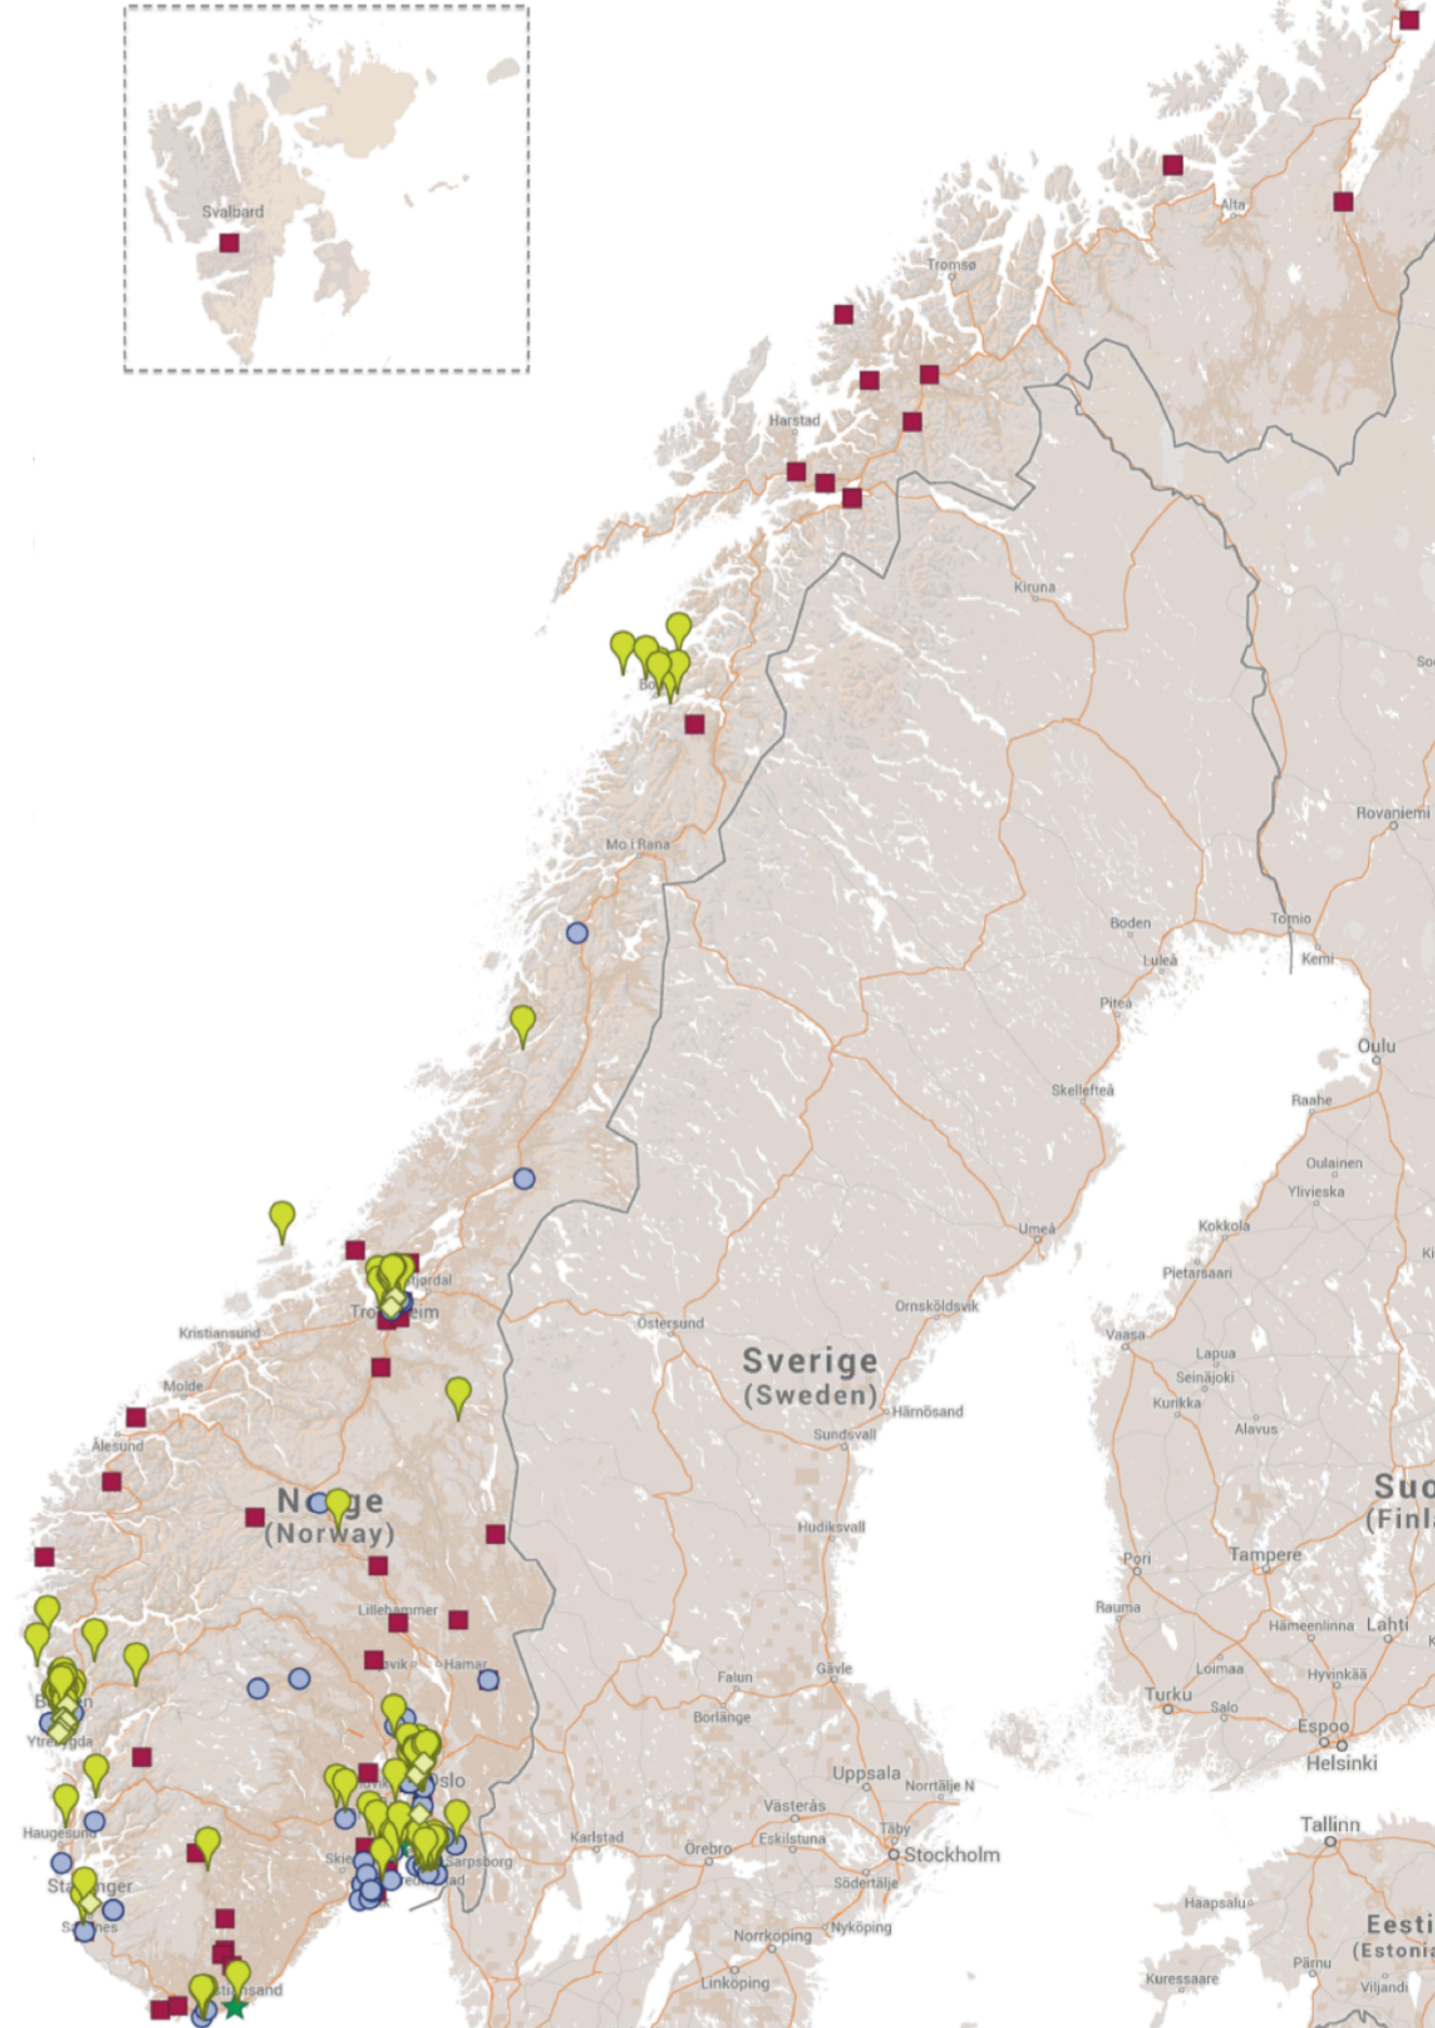 Svalbard
Alta
Tromsø
Harstad
Kiruna
Rovaniemi
Mo i Rana
Boden
Tornio
Luleå
Kemi
Piteå
Oulu
Skellefteå
Raahe
Oulainen
Ylivieska
Umeå
Kokkola
Pietarsaari
Örnsköldsvik
Östersund
Kristiansund
Vaasa
Lapua
Sverige
(Sweden)
Seinäjoki
Molde
Kurikka
Härnösand
Alavus
Sundsvall
Ålesund
(Norway)
Hudiksvall
Tampere
Pori
Lillehammer
Rauma
Hämeenlinna
Lahti
Hamar
Loimaa
Hyvinkää
Falun
Gävle
Turku
Salo
Borlänge
Espoo
Helsinki
Uppsala
Norrtälje N
Västerås
Tallinn
Täby
Haugesund
Karlstad
Örebro
Eskilstuna
Stockholm
Sarpsborg
Södertälje
Haapsalu
Nyköping
Norrköping
Eesti
Pärnu
Kuressaare
Linköping
Viljandi